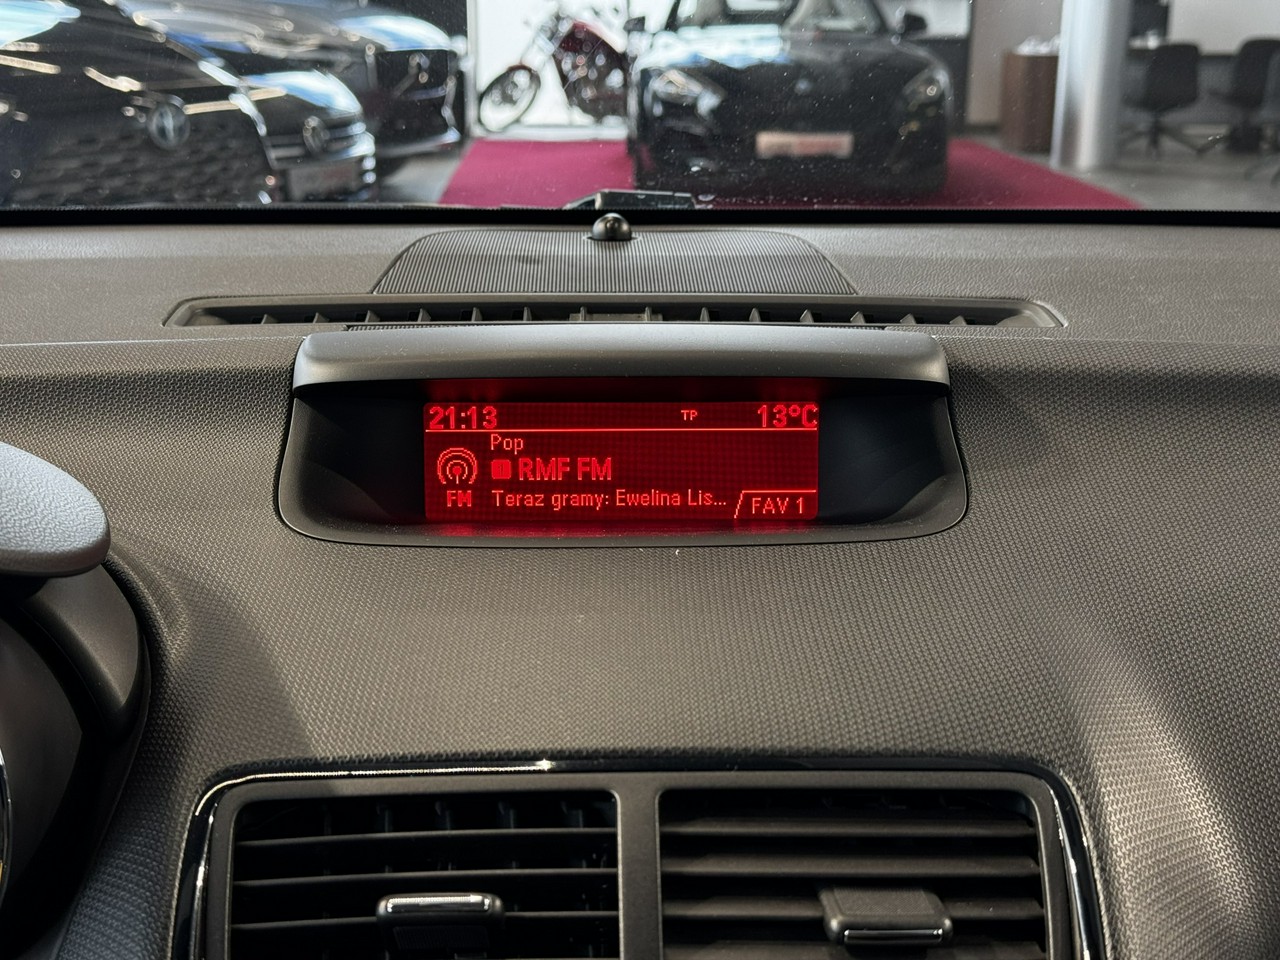 21:13 TP 13°C
Pop
RMF FM
FM Teraz gramy: Ewelina Lis... FAV 1